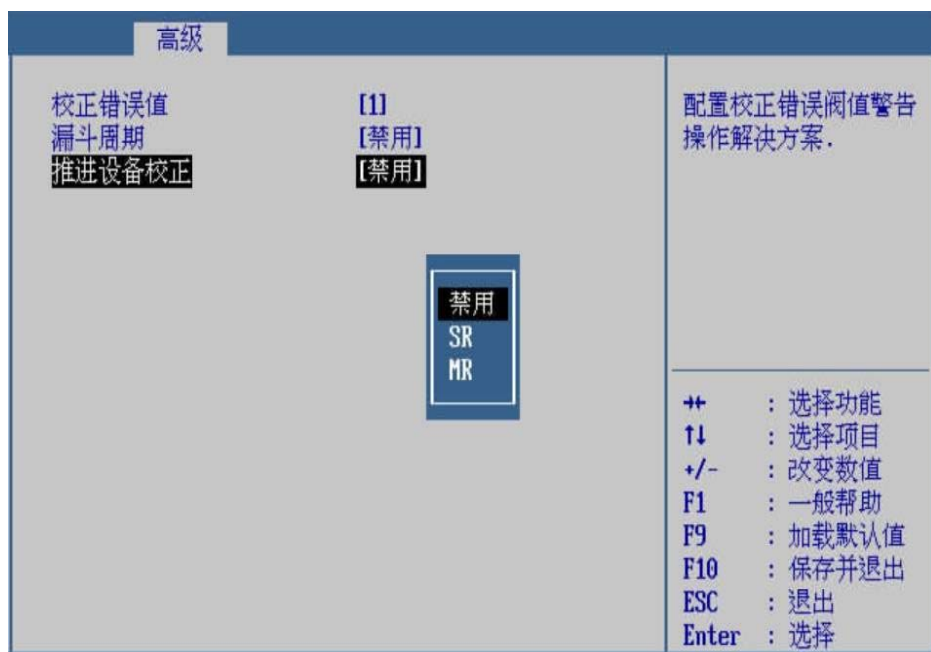 高级
校正错误值 [1]
漏斗周期 [禁用]
推进设备校正 [禁用]
禁用
SR
MR
配置校正错误阀值警告
操作解决方案.
→← : 选择功能
↑↓ : 选择项目
+/- : 改变数值
F1 : 一般帮助
F9 : 加载默认值
F10 : 保存并退出
ESC : 退出
Enter : 选择